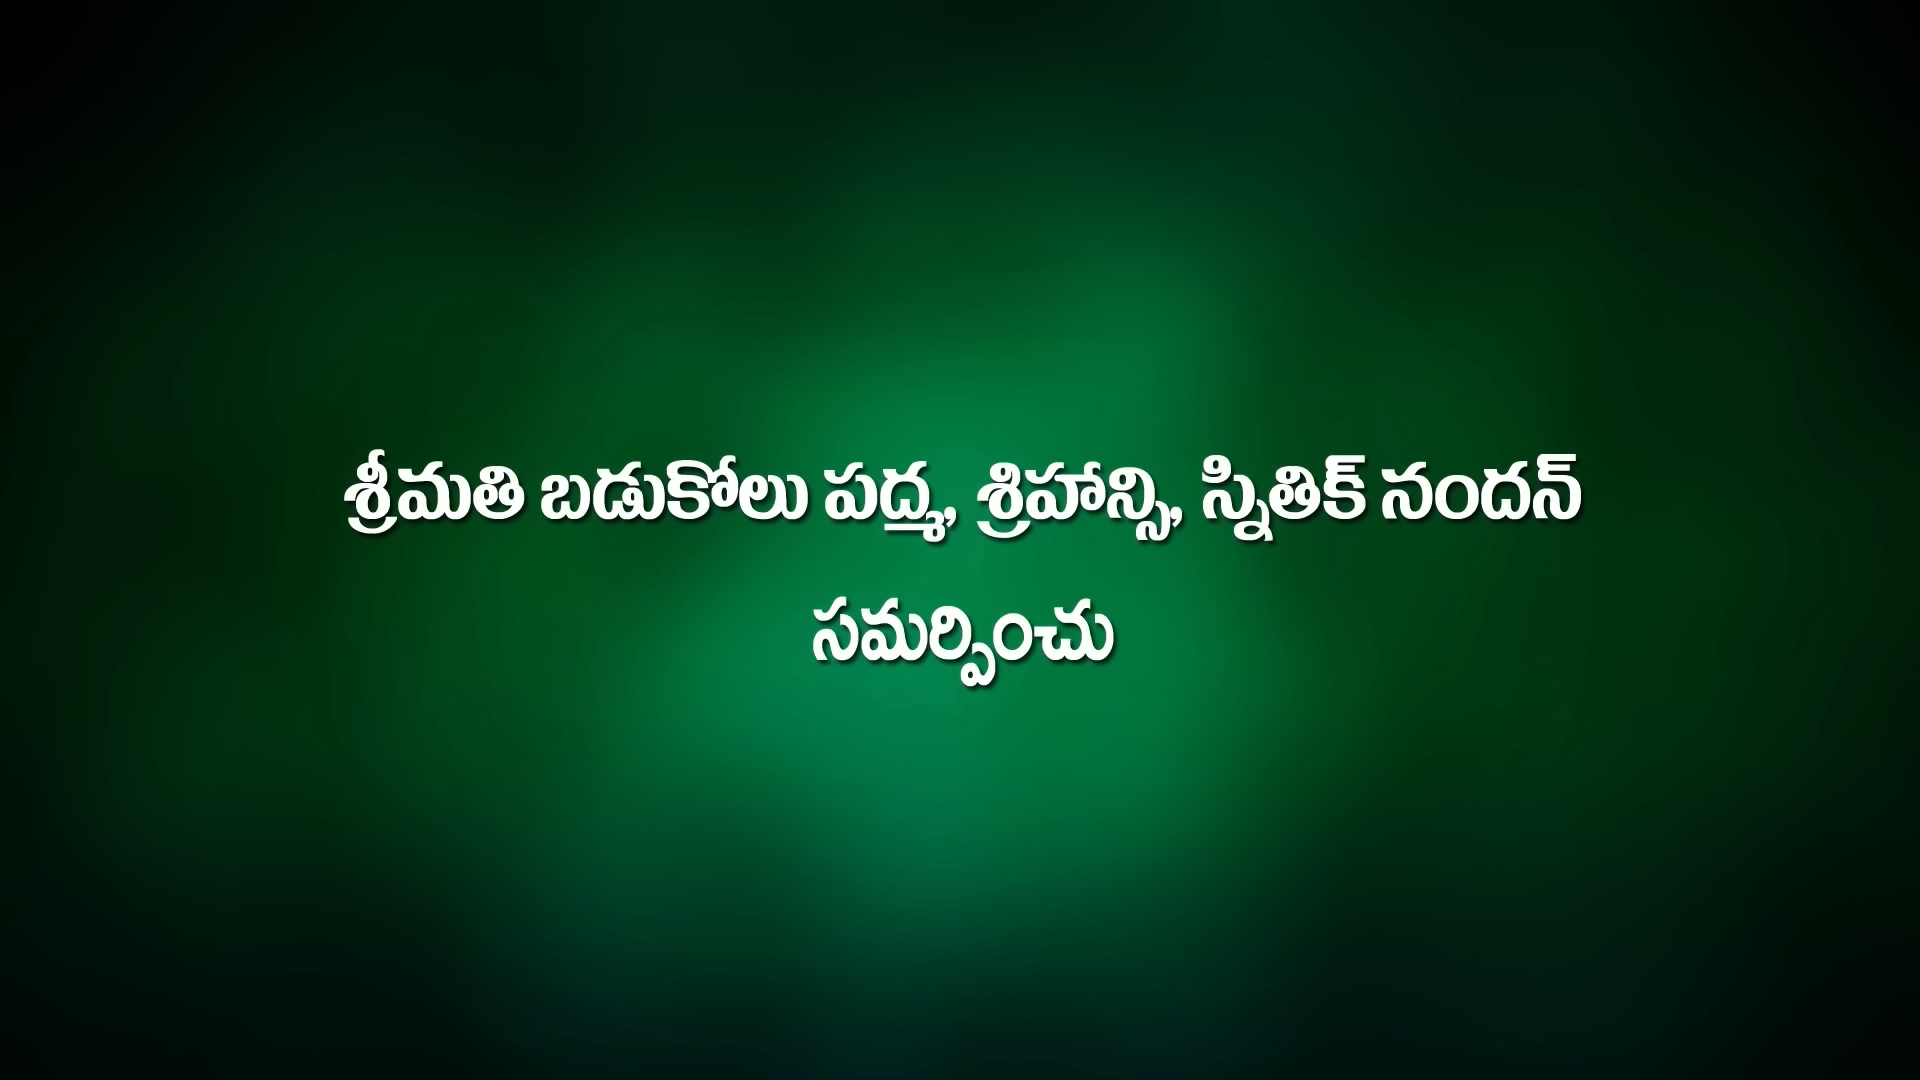 శ్రీమతి బడుకోలు పద్మ, శ్రిహాన్సి, స్నితిక్ నందన్
సమర్పించు